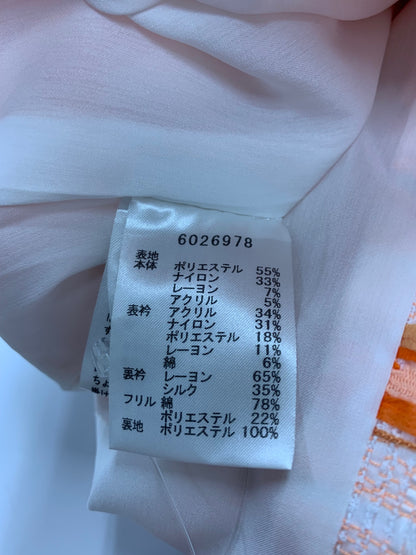 6026978
表地
本体 ポリエステル 55%
ナイロン 33%
レーヨン 7%
アクリル 5%
表衿 アクリル 34%
ナイロン 31%
ポリエステル 18%
レーヨン 11%
綿 6%
裏衿 レーヨン 65%
シルク 35%
フリル 綿 78%
ポリエステル 22%
裏地 ポリエステル 100%